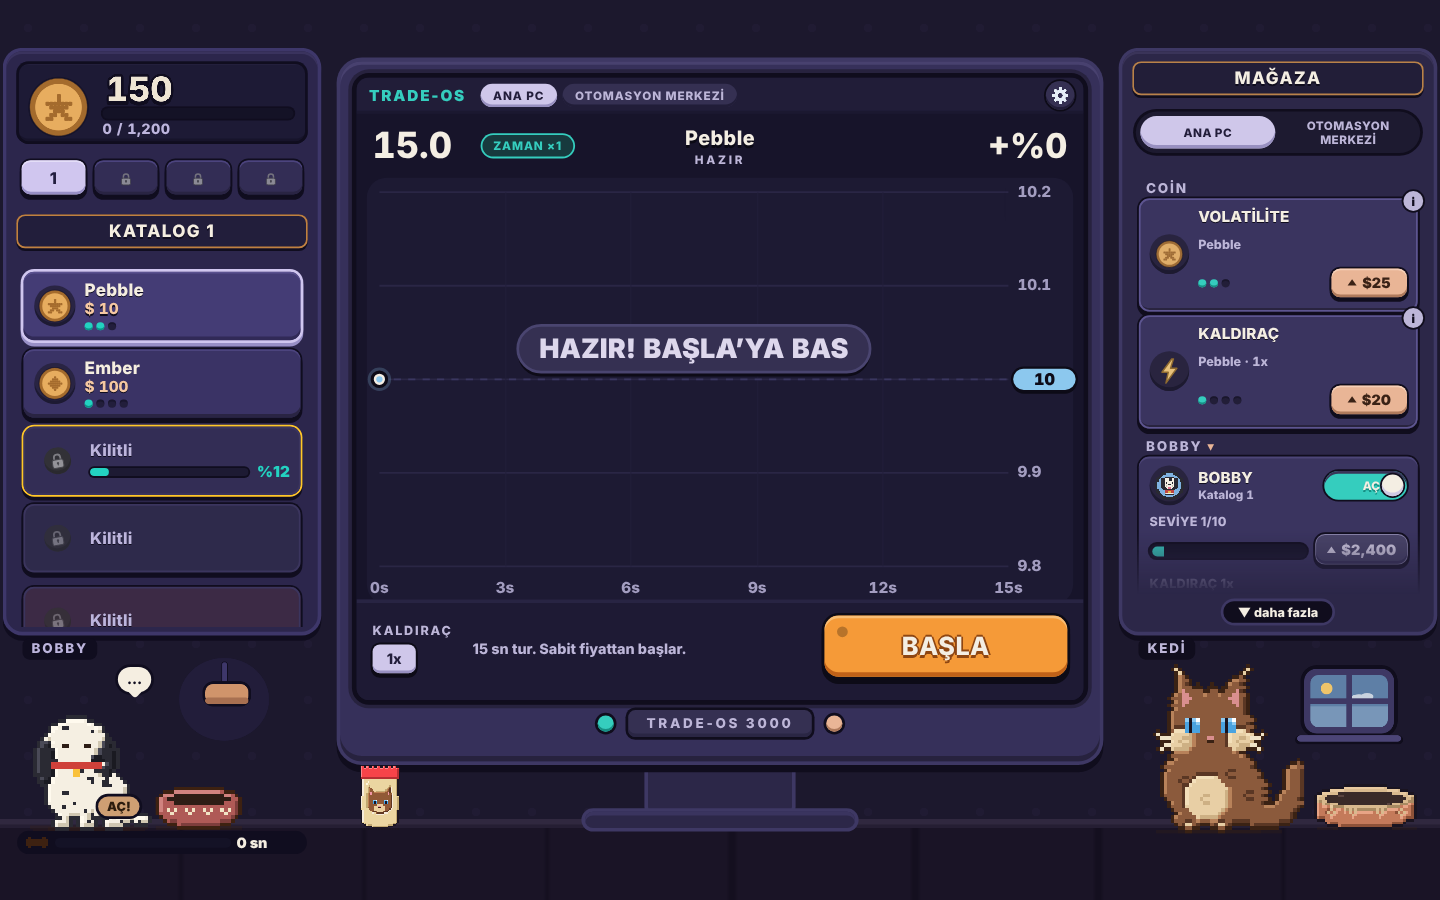 150
0 / 1,200
1
KATALOG 1
Pebble
$ 10
Ember
$ 100
Kilitli
%12
Kilitli
Kilitli
TRADE-OS
ANA PC
OTOMASYON MERKEZİ
15.0
ZAMAN ×1
Pebble
HAZIR
+%0
10.2
10.1
HAZIR! BAŞLA’YA BAS
10
9.9
9.8
0s
3s
6s
9s
12s
15s
KALDIRAÇ
1x
15 sn tur. Sabit fiyattan başlar.
BAŞLA
TRADE-OS 3000
MAĞAZA
ANA PC
OTOMASYON
MERKEZİ
COİN
i
VOLATİLİTE
Pebble
$25
i
KALDIRAÇ
Pebble · 1x
$20
BOBBY
BOBBY
Katalog 1
AÇ
SEVİYE 1/10
$2,400
KALDIRAÇ 1x
daha fazla
BOBBY
...
AÇ!
0 sn
KEDİ